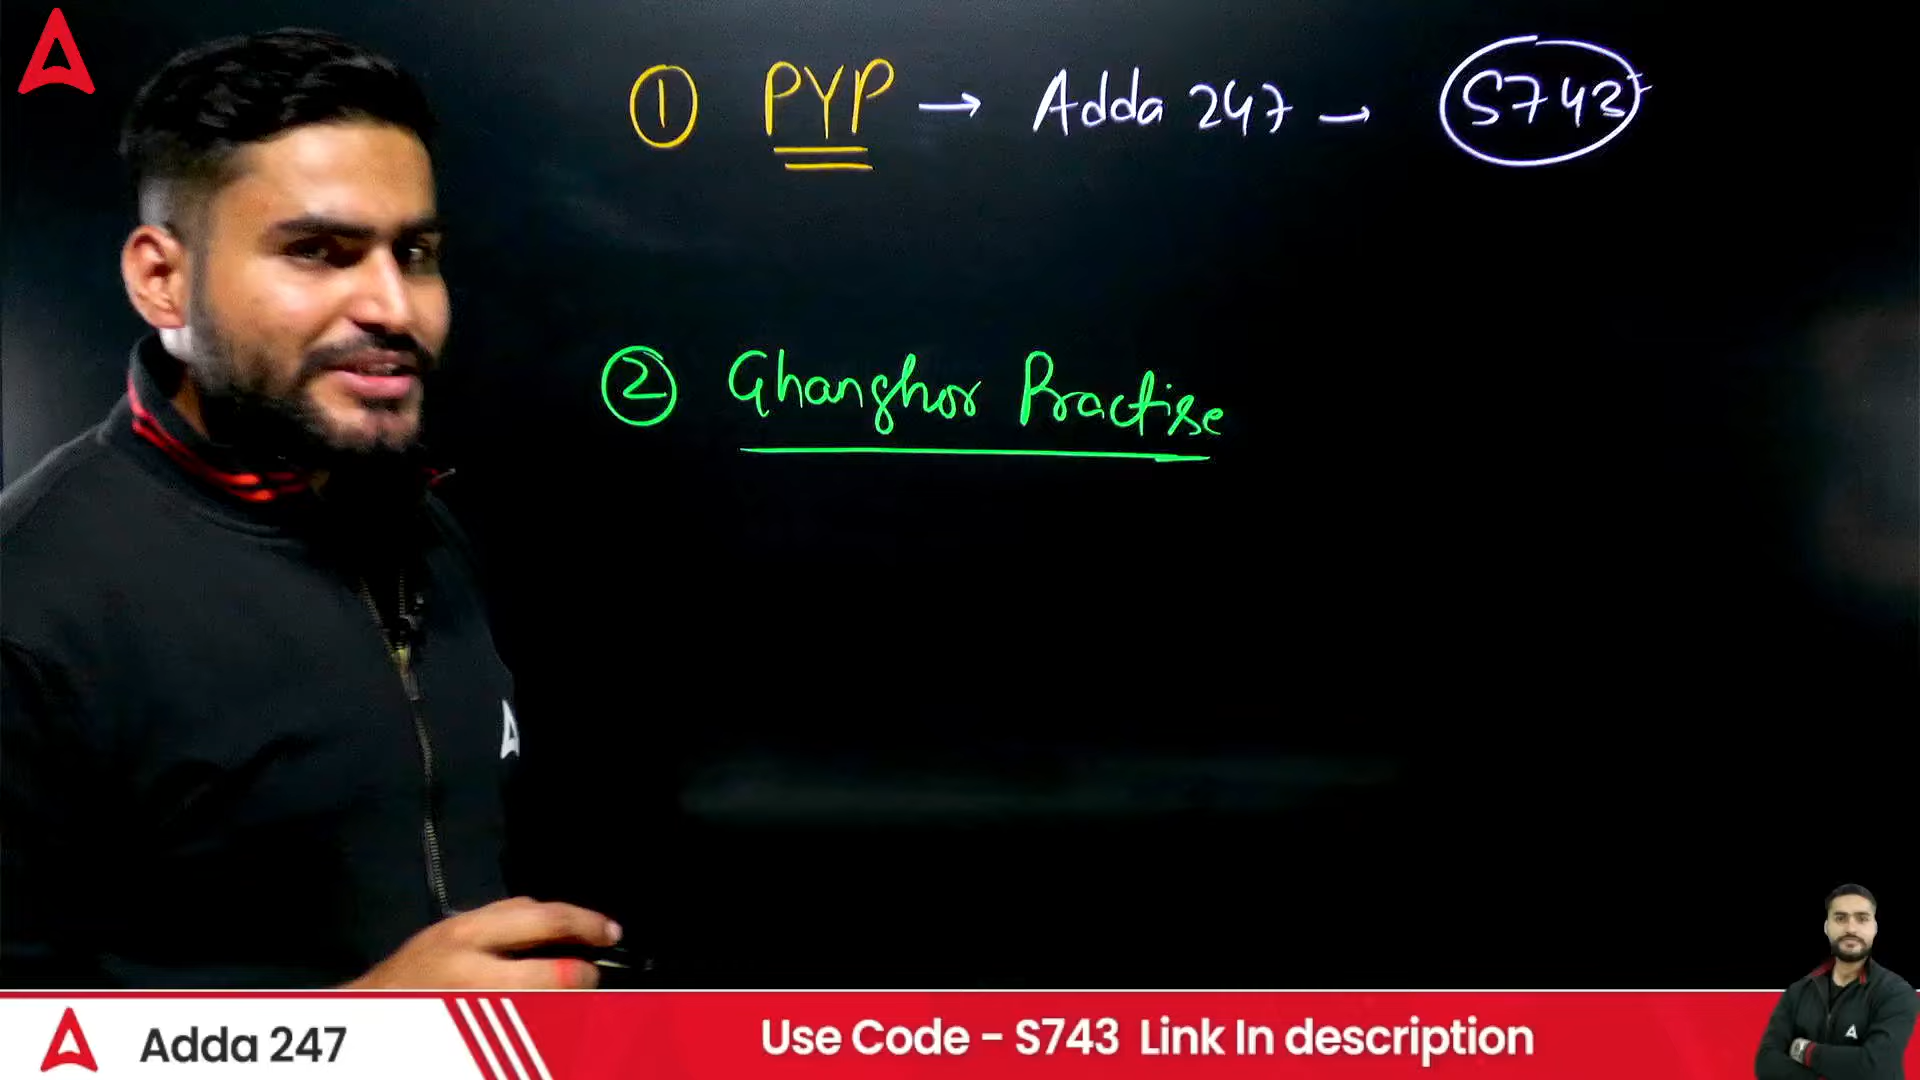 ① PYP → Adda 247 → S743
② Ghanghor Practise
Adda 247
Use Code - S743 Link In description